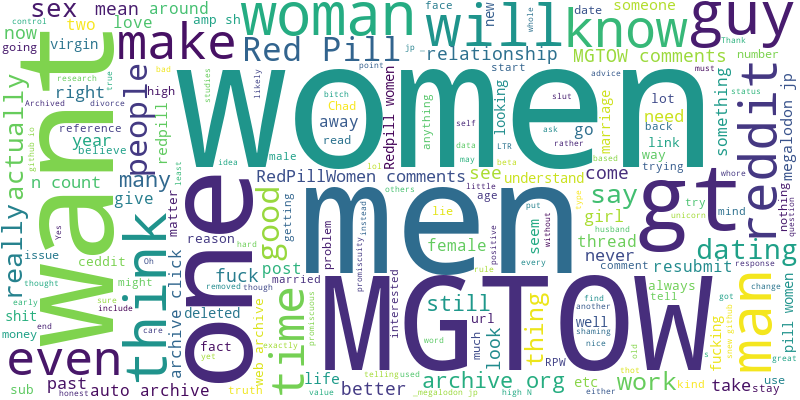 control
sex mean around
face
someone
date
new
whole
Thank
now
two
love
amp sh
woman
will
know
guy
going
virgin
make
Red Pill
relationship
jp
MGTOW comments
number
want
research
true
bad
likely
studies
point
start
advice
must
actually
Archived
divorce
right
people
high
bitch
Chad
Redpill women
anything
looking
self
slut
marriage
lot
need
something
status
reddit
megalodon jp
reference
year
believe
redpill
away
read
lol
data
may
LTR
ask
rather
go
back
link
way
trying
based
whore
github io
n count
many
give
idea
male
women
beta
least
RedPillWomen comments
see
understand
come
try
mind
nothing
question
really
issue
thought
think
matter
reason
one
good
getting
others
lie
little
age
type
unicorn
say
girl
gt
Yes
Oh
hard
problem
men
put
husband
thread
dating
ceddit
might
fuck
post
promiscuity
instead
female
positive
seem
without
every
never
resubmit
response
shit
early
sure
removed
though
married
interested
rule
comment
always
tell
change
pill women
money
end
include
care
archive click
deleted
time
promiscuous
MGTOW
still
thing
find
another
got
man
use
even
fact
yet
web archive
exactly
url
much
look
word
RPW
well
shaming
nice
fucking
snew github
great
past
honest
truth
life
value
telling
used
old
thot
kind
s
sub
auto archive
better
_megalodon jp
archive org
high N
etc
either
work
take
stay